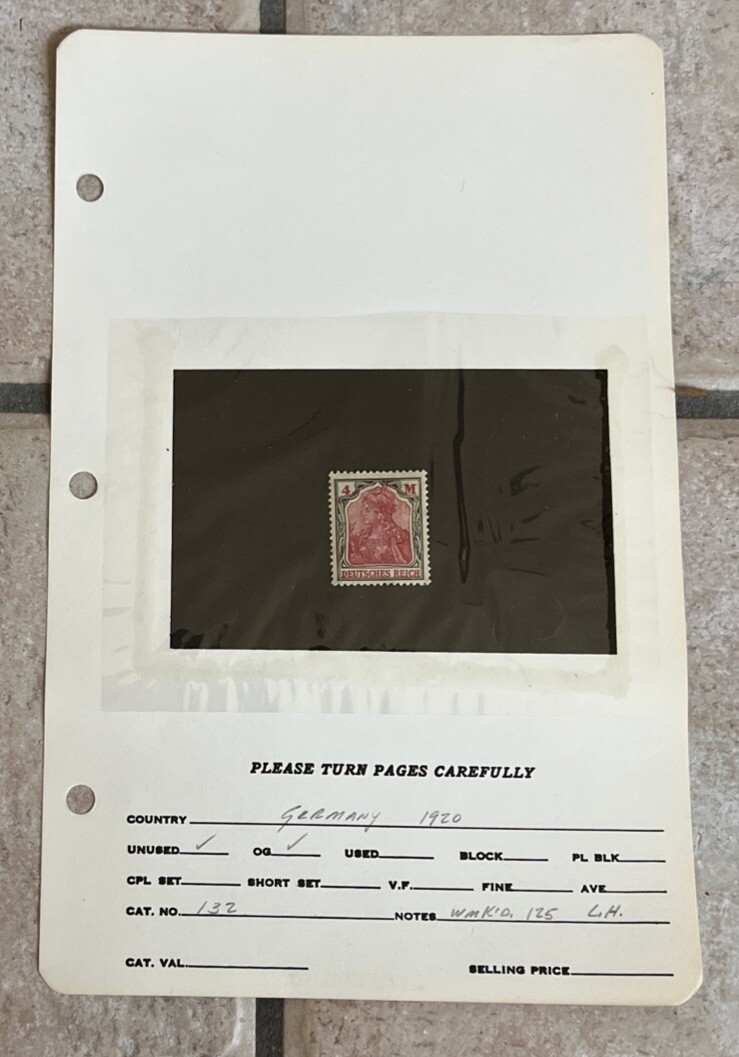 4 M
DEUTSCHES REICH
PLEASE TURN PAGES CAREFULLY
COUNTRY GERMANY 1920
UNUSED ✓ OG ✓ USED BLOCK PL BLK
CPL SET SHORT SET V.F. FINE AVE
CAT. NO. 132 NOTES WMK'D. 125 L.H.
CAT. VAL. SELLING PRICE